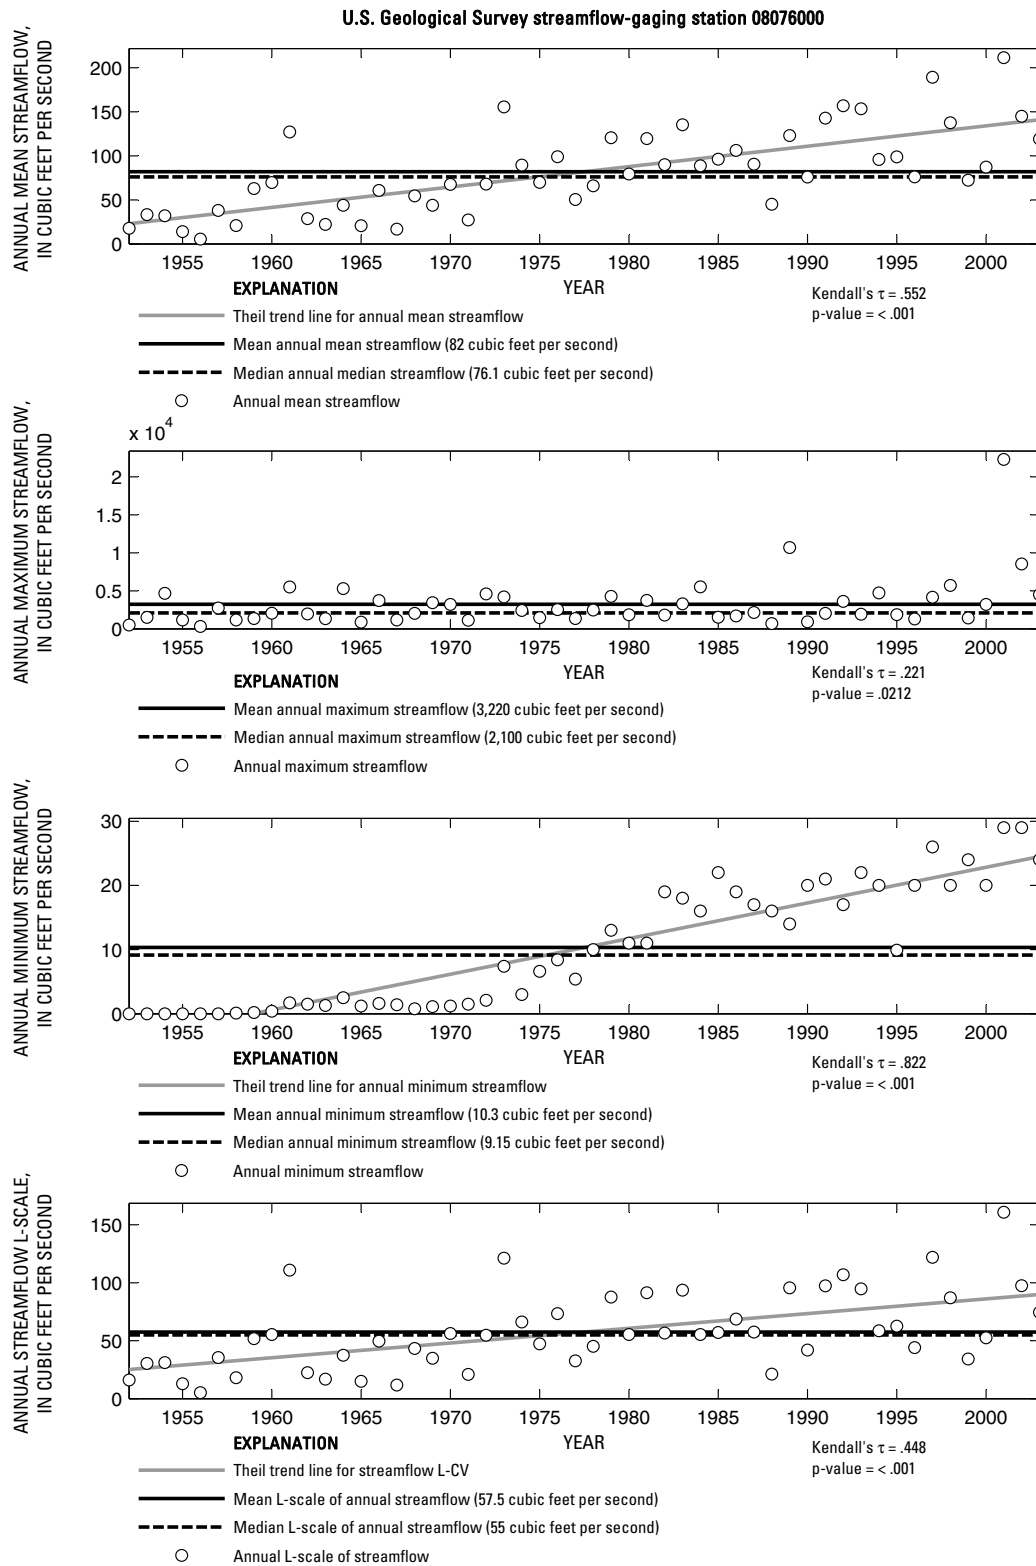 U.S. Geological Survey streamflow-gaging station 08076000
ANNUAL MEAN STREAMFLOW,
IN CUBIC FEET PER SECOND
200
150
100
50
0
1955 1960 1965 1970 1975 1980 1985 1990 1995 2000
YEAR
EXPLANATION
Theil trend line for annual mean streamflow
Mean annual mean streamflow (82 cubic feet per second)
Median annual median streamflow (76.1 cubic feet per second)
Annual mean streamflow
Kendall's τ = .552
p-value = < .001
ANNUAL MAXIMUM STREAMFLOW,
IN CUBIC FEET PER SECOND
x 10^4
2
1.5
1
0.5
0
1955 1960 1965 1970 1975 1980 1985 1990 1995 2000
YEAR
EXPLANATION
Mean annual maximum streamflow (3,220 cubic feet per second)
Median annual maximum streamflow (2,100 cubic feet per second)
Annual maximum streamflow
Kendall's τ = .221
p-value = .0212
ANNUAL MINIMUM STREAMFLOW,
IN CUBIC FEET PER SECOND
30
20
10
0
1955 1960 1965 1970 1975 1980 1985 1990 1995 2000
YEAR
EXPLANATION
Theil trend line for annual minimum streamflow
Mean annual minimum streamflow (10.3 cubic feet per second)
Median annual minimum streamflow (9.15 cubic feet per second)
Annual minimum streamflow
Kendall's τ = .822
p-value = < .001
ANNUAL STREAMFLOW L-SCALE,
IN CUBIC FEET PER SECOND
150
100
50
0
1955 1960 1965 1970 1975 1980 1985 1990 1995 2000
YEAR
EXPLANATION
Theil trend line for streamflow L-CV
Mean L-scale of annual streamflow (57.5 cubic feet per second)
Median L-scale of annual streamflow (55 cubic feet per second)
Annual L-scale of streamflow
Kendall's τ = .448
p-value = < .001